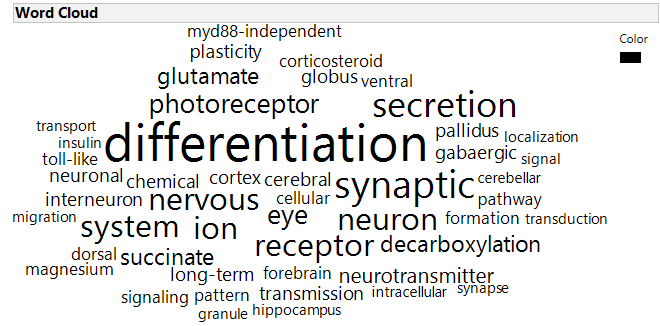 Word Cloud
Color
myd88-independent
plasticity
corticosteroid
glutamate
globus
ventral
photoreceptor
secretion
transport
differentiation
pallidus
localization
insulin
toll-like
gabaergic
signal
neuronal
chemical
cortex
cerebral
synaptic
cerebellar
interneuron
nervous
cellular
pathway
migration
system
ion
eye
neuron
formation
transduction
dorsal
succinate
receptor
decarboxylation
magnesium
long-term
forebrain
neurotransmitter
signaling
pattern
transmission
intracellular
synapse
granule
hippocampus